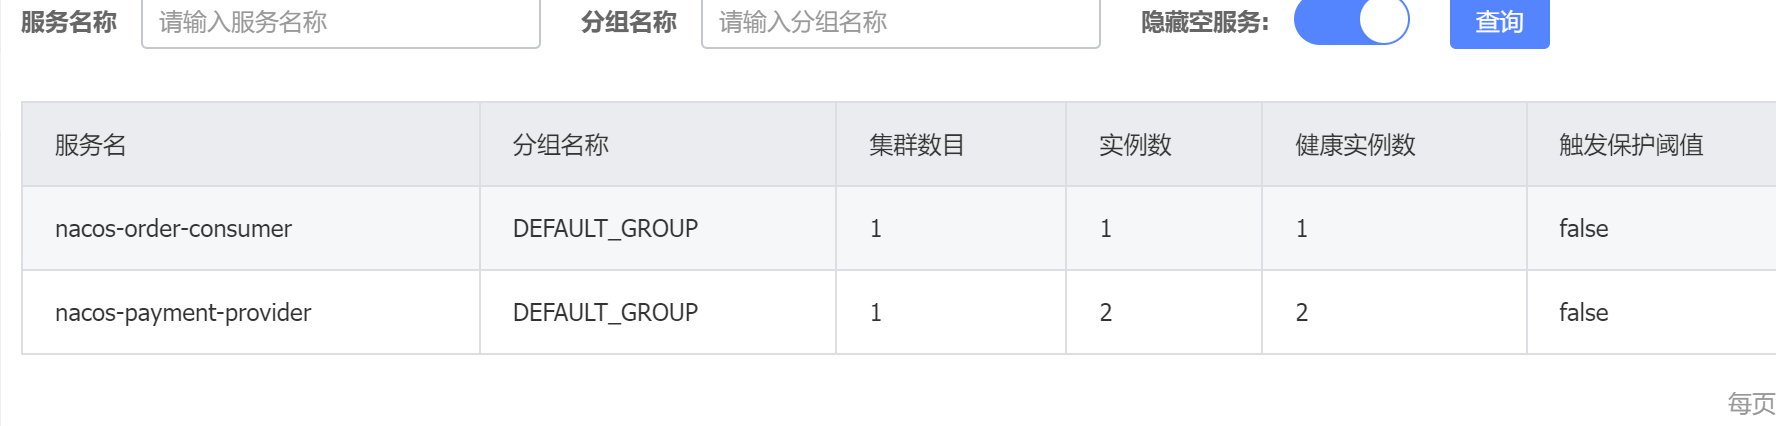 服务名称 请输入服务名称 分组名称 请输入分组名称 隐藏空服务: 查询
服务名 分组名称 集群数目 实例数 健康实例数 触发保护阈值
nacos-order-consumer DEFAULT_GROUP 1 1 1 false
nacos-payment-provider DEFAULT_GROUP 1 2 2 false
每页